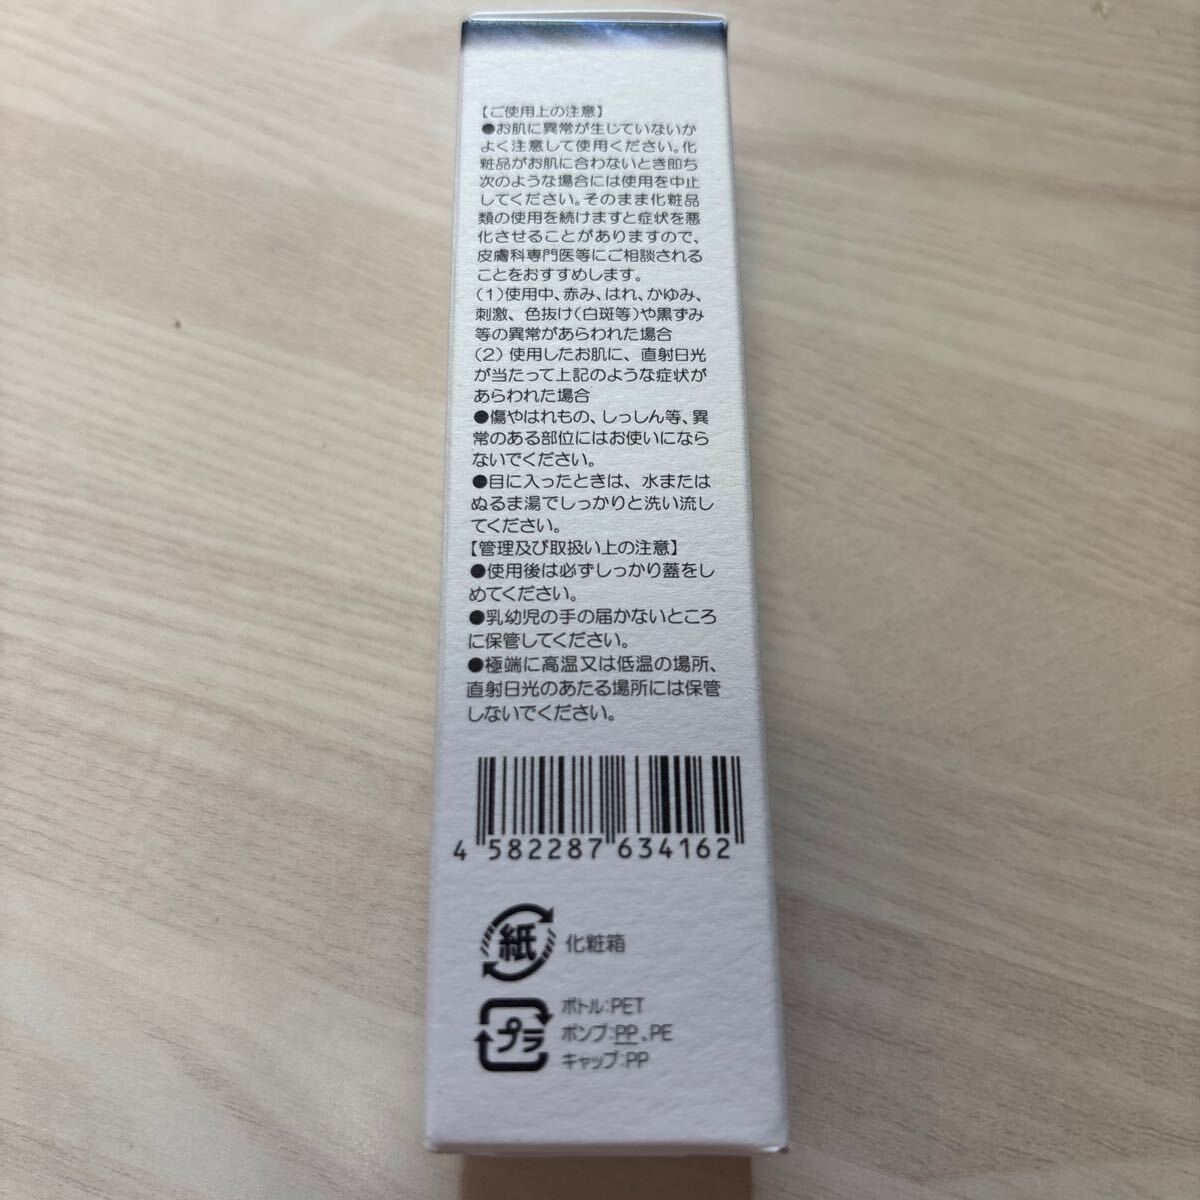 【ご使用上の注意】
●お肌に異常が生じていないか
よく注意して使用ください。化
粧品がお肌に合わないとき即ち
次のような場合には使用を中止
してください。そのまま化粧品
類の使用を続けますと症状を悪
化させることがありますので、
皮膚科専門医等にご相談される
ことをおすすめします。
(1)使用中、赤み、はれ、かゆみ、
刺激、色抜け(白斑等)や黒ずみ
等の異常があらわれた場合
(2)使用したお肌に、直射日光
が当たって上記のような症状が
あらわれた場合
●傷やはれもの、しっしん等、異
常のある部位にはお使いになら
ないでください。
●目に入ったときは、水または
ぬるま湯でしっかりと洗い流し
てください。
【管理及び取扱い上の注意】
●使用後は必ずしっかり蓋をし
めてください。
●乳幼児の手の届かないところ
に保管してください。
●極端に高温又は低温の場所、
直射日光のあたる場所には保管
しないでください。
4 582287 634162
紙 化粧箱
プラ ボトル:PET
ポンプ:PP、PE
キャップ:PP